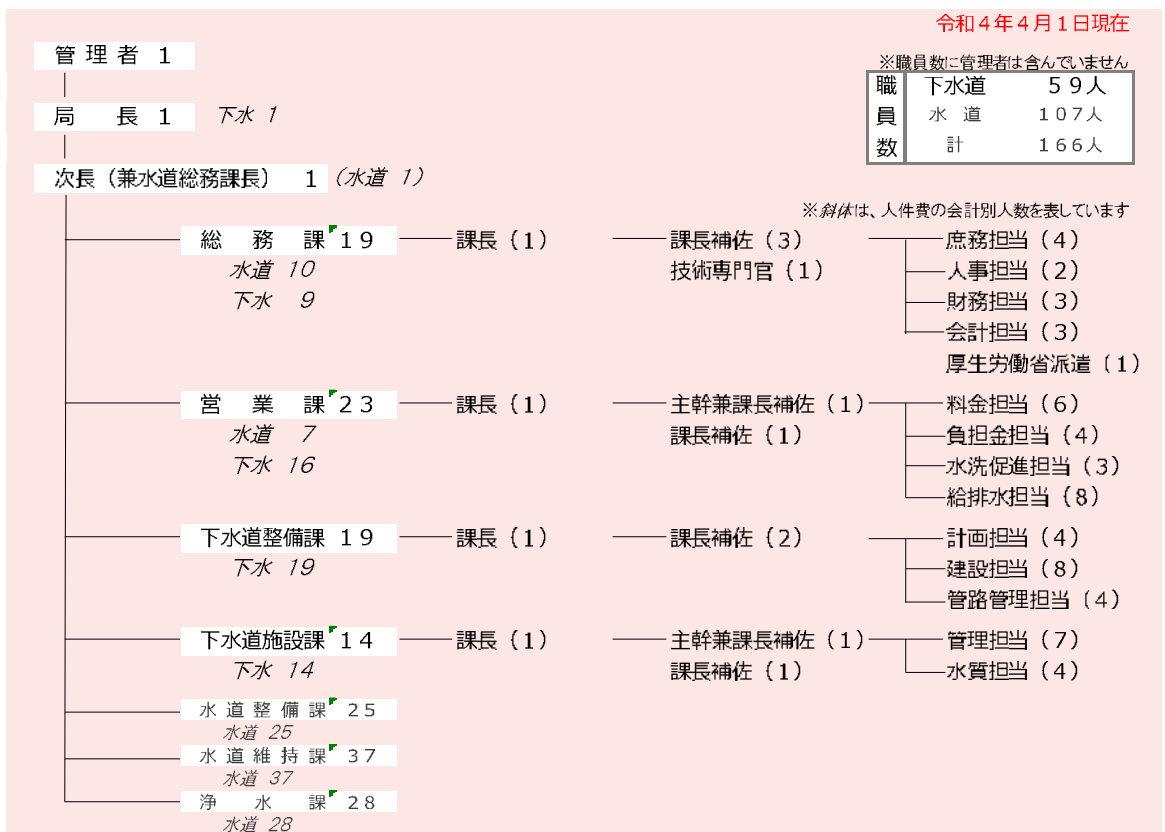 令和４年４月１日現在
管 理 者 1
※職員数に管理者は含んでいません
職員数
下水道 ５９人
水 道 １０７人
計 １６６人
局 長 1 下水 1
次長（兼水道総務課長） 1 (水道 1)
※斜体は、人件費の会計別人数を表しています
総 務 課 19 課長（1） 課長補佐（3） 庶務担当（4）
水道 10 技術専門官（1） 人事担当（2）
下水 9 財務担当（3）
会計担当（3）
厚生労働省派遣（1）
営 業 課 23 課長（1） 主幹兼課長補佐（1） 料金担当（6）
水道 7 課長補佐（1） 負担金担当（4）
下水 16 水洗促進担当（3）
給排水担当（8）
下水道整備課 19 課長（1） 課長補佐（2） 計画担当（4）
下水 19 建設担当（8）
管路管理担当（4）
下水道施設課 14 課長（1） 主幹兼課長補佐（1） 管理担当（7）
下水 14 課長補佐（1） 水質担当（4）
水 道 整 備 課 25
水道 25
水 道 維 持 課 37
水道 37
浄 水 課 28
水道 28